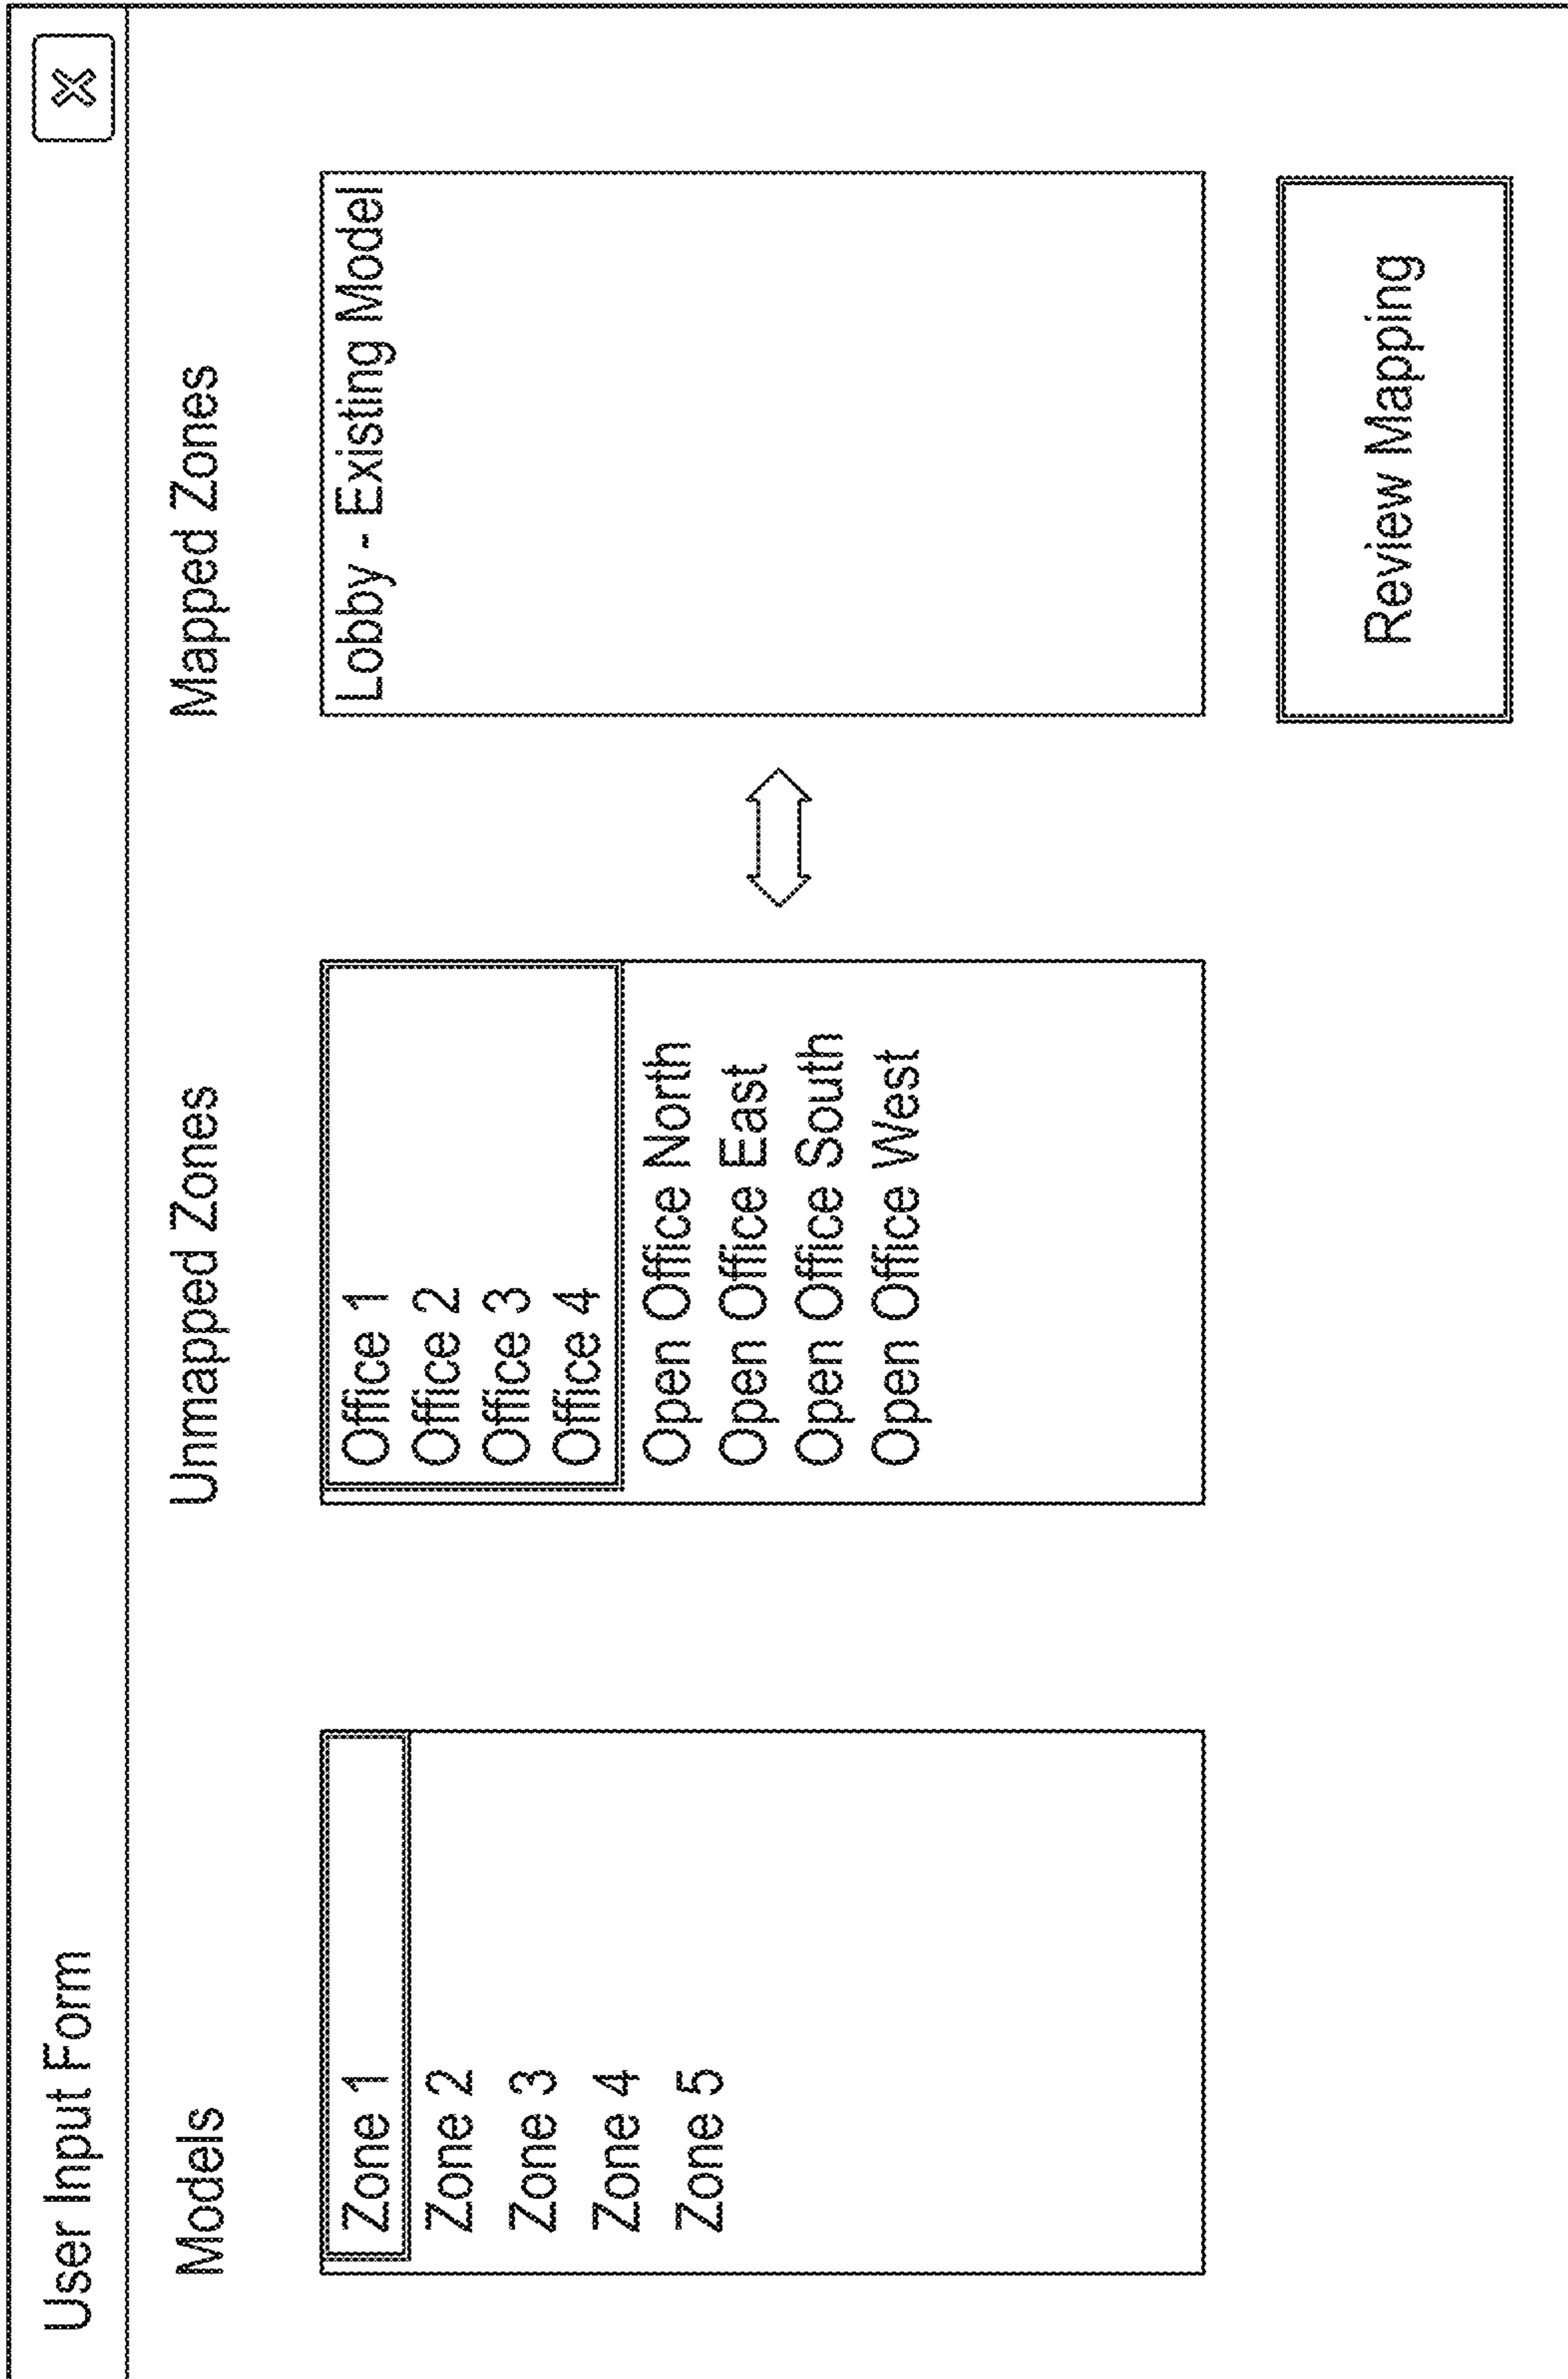 User Input Form
X
Models
Zone 1
Zone 2
Zone 3
Zone 4
Zone 5
Unmapped Zones
Office 1
Office 2
Office 3
Office 4
Open Office North
Open Office East
Open Office South
Open Office West
Mapped Zones
Lobby - Existing Model
Review Mapping